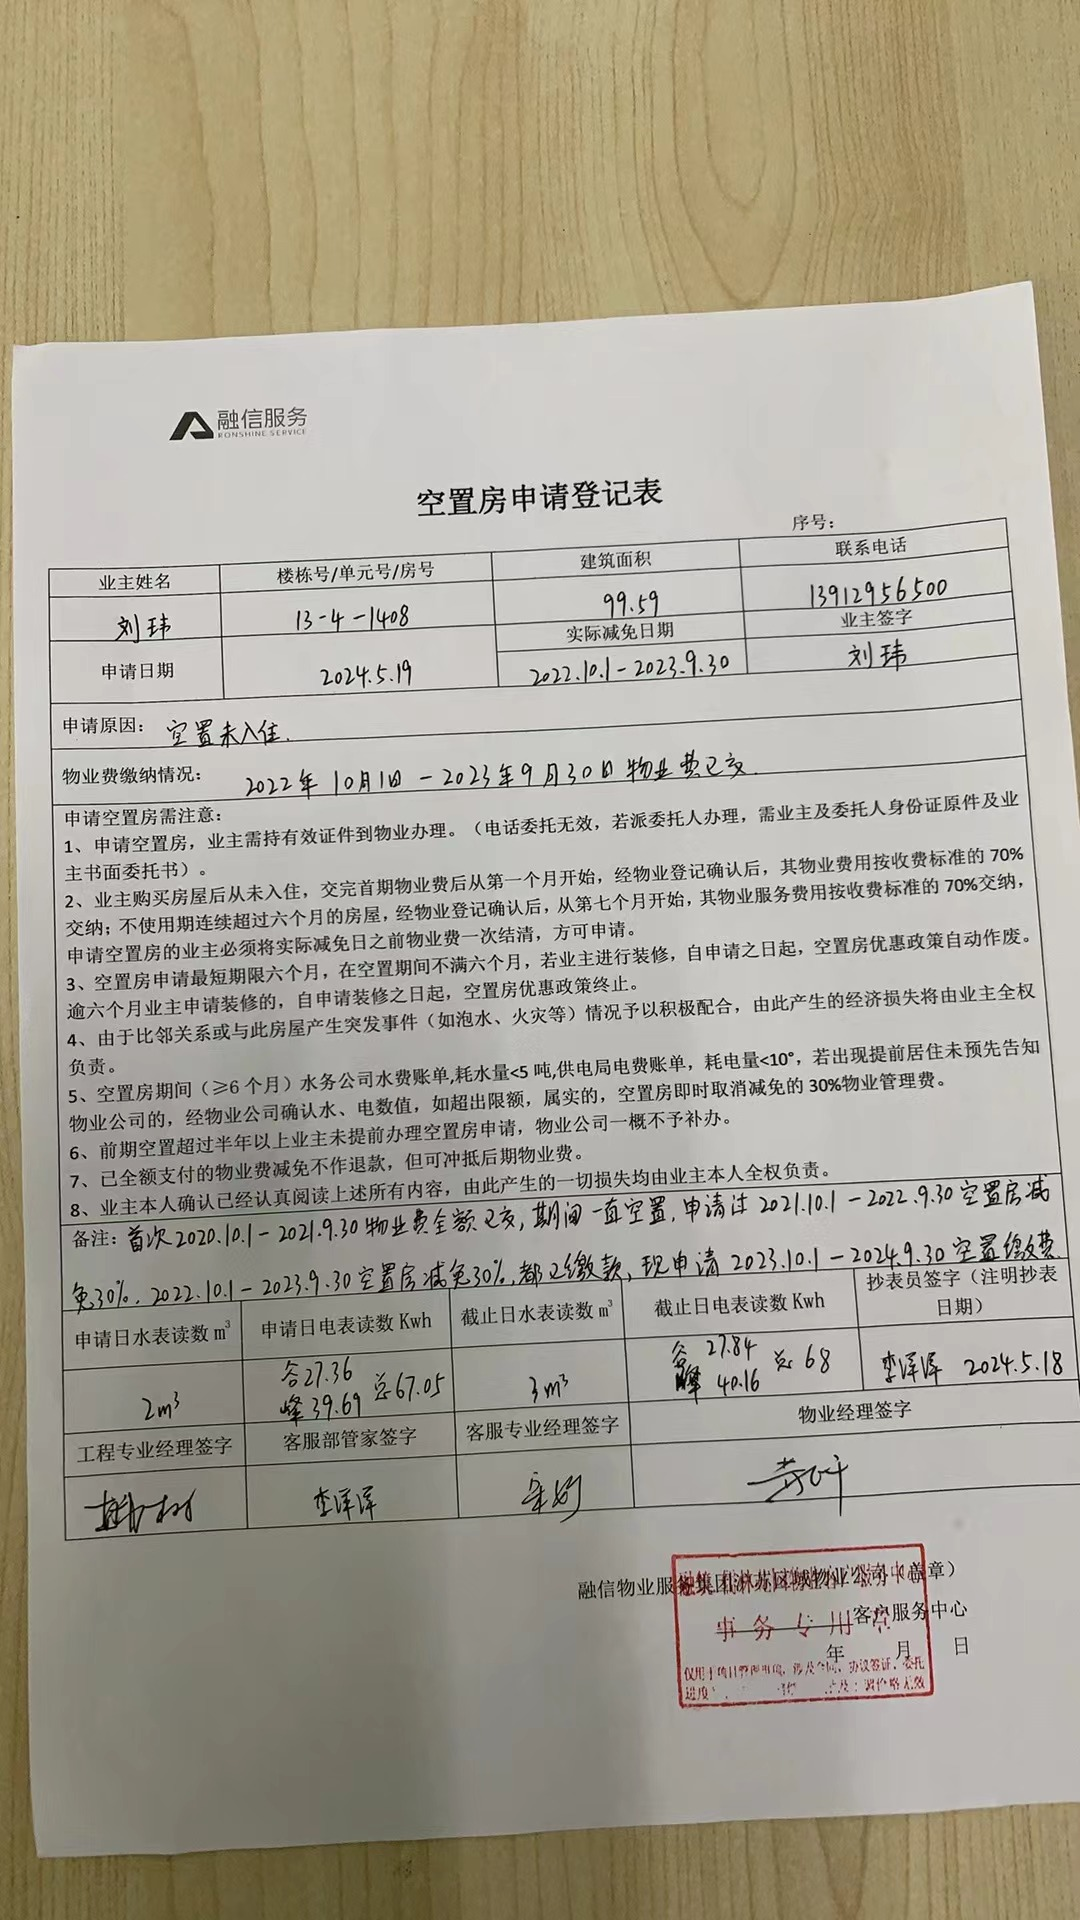 融信服务
RONSHINE SERVICE
空置房申请登记表
序号：
业主姓名 楼栋号/单元号/房号 建筑面积 联系电话
刘玮 13-4-1408 99.59 13912956500
申请日期 2024.5.19 实际减免日期 业主签字
2022.10.1-2023.9.30 刘玮
申请原因： 空置未入住.
物业费缴纳情况： 2022年10月1日-2023年9月30日物业费已交.
申请空置房需注意：
1、申请空置房，业主需持有效证件到物业办理。（电话委托无效，若派委托人办理，需业主及委托人身份证原件及业
主书面委托书）。
2、业主购买房屋后从未入住，交完首期物业费后从第一个月开始，经物业登记确认后，其物业费用按收费标准的 70%
交纳；不使用期连续超过六个月的房屋，经物业登记确认后，从第七个月开始，其物业服务费用按收费标准的 70%交纳，
申请空置房的业主必须将实际减免日之前物业费一次结清，方可申请。
3、空置房申请最短期限六个月，在空置期间不满六个月，若业主进行装修，自申请之日起，空置房优惠政策自动作废。
逾六个月业主申请装修的，自申请装修之日起，空置房优惠政策终止。
4、由于比邻关系或与此房屋产生突发事件（如泡水、火灾等）情况予以积极配合，由此产生的经济损失将由业主全权
负责。
5、空置房期间（≥6 个月）水务公司水费账单,耗水量<5 吨,供电局电费账单，耗电量<10°，若出现提前居住未预先告知
物业公司的，经物业公司确认水、电数值，如超出限额，属实的，空置房即时取消减免的 30%物业管理费。
6、前期空置超过半年以上业主未提前办理空置房申请，物业公司一概不予补办。
7、已全额支付的物业费减免不作退款，但可冲抵后期物业费。
8、业主本人确认已经认真阅读上述所有内容，由此产生的一切损失均由业主本人全权负责。
备注：首次2020.10.1-2021.9.30物业费全额已交，期间一直空置，申请过2021.10.1-2022.9.30空置房减
免30%，2022.10.1-2023.9.30空置房减免30%，都已缴款，现申请2023.10.1-2024.9.30空置缴费.
申请日水表读数 m³ 申请日电表读数 Kwh 截止日水表读数 m³ 截止日电表读数 Kwh 抄表员签字（注明抄表
日期）
2m³ 谷27.36 峰39.69 总67.05 3m³ 谷27.84 峰40.16 总68 李洋洋 2024.5.18
工程专业经理签字 客服部管家签字 客服专业经理签字 物业经理签字
李洋洋
融信物业服务集团江苏区域物业公司（盖章）
客户服务中心
年 月 日
事务专用章